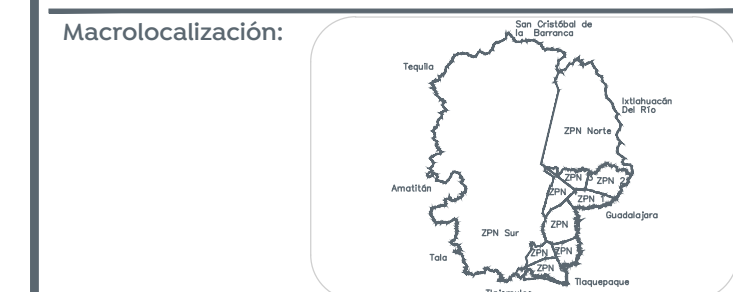 Macrolocalización:
San Cristóbal de
la Barranca
Tequila
Ixtlahuacán
Del Río
ZPN Norte
ZPN 3
ZPN 2
Amatitán
ZPN
ZPN 1
Guadalajara
ZPN
ZPN Sur
ZPN
ZPN
Tala
ZPN
Tlaquepaque